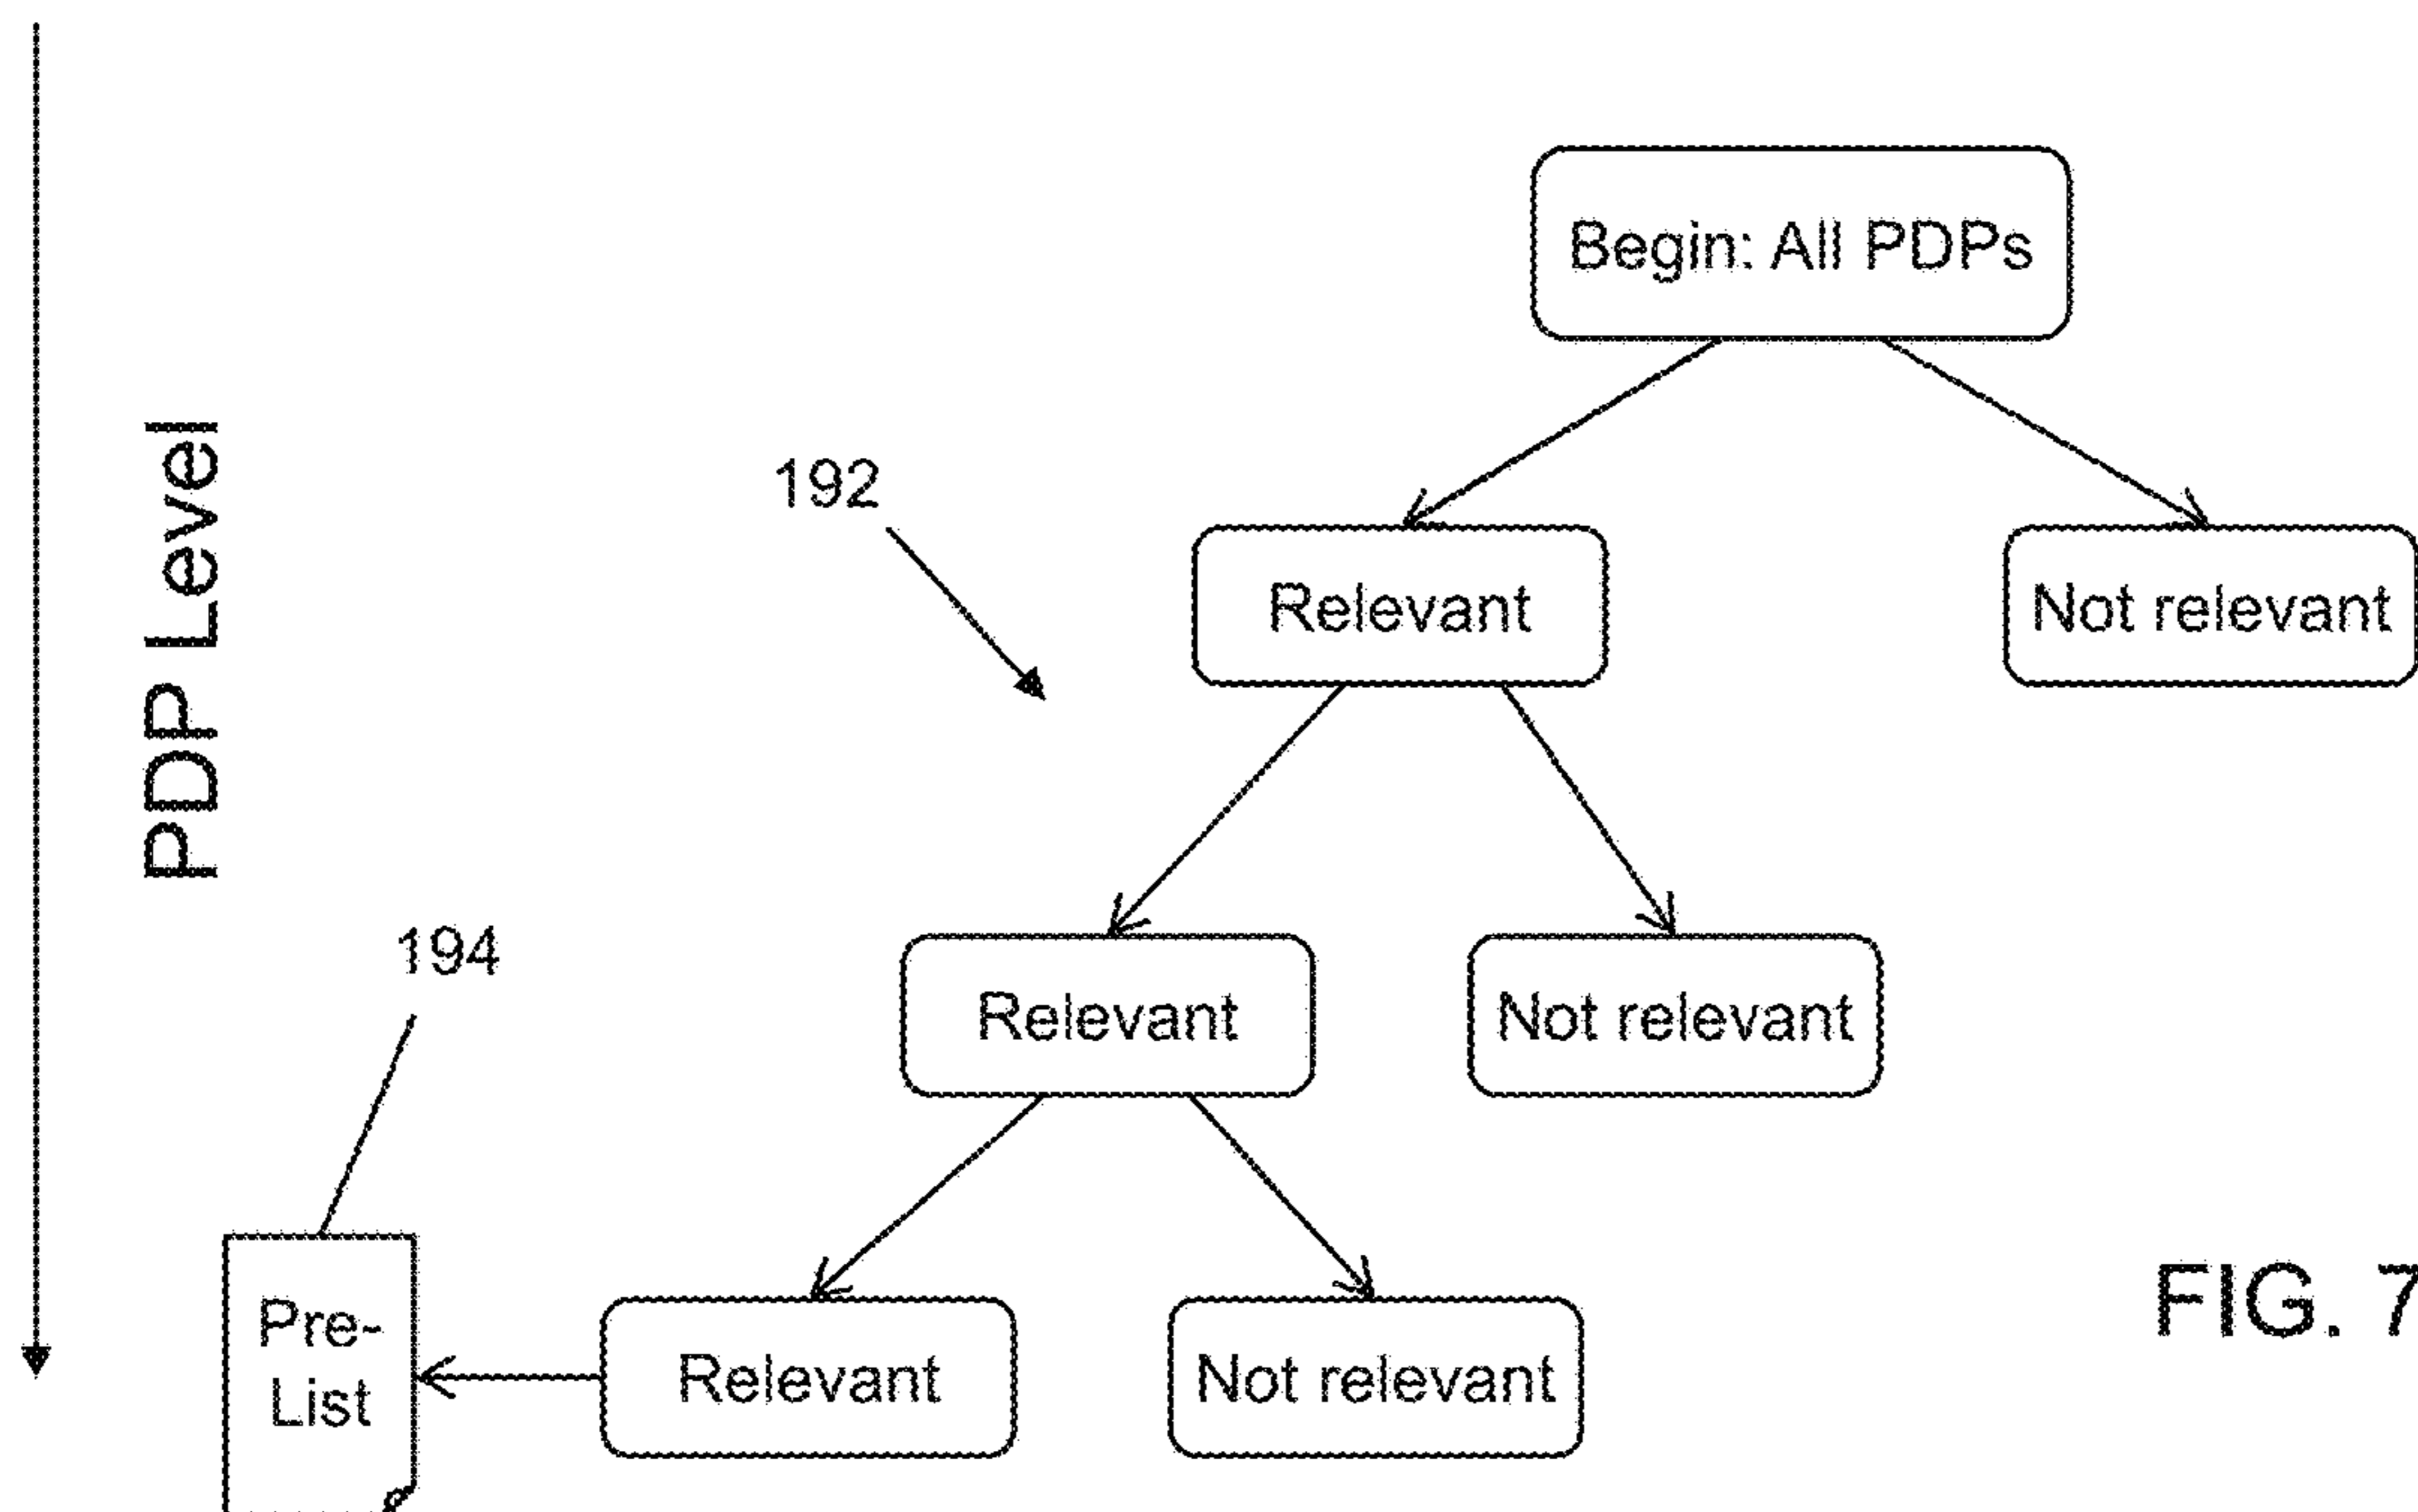 Begin: All PDPs
PDP Level
192
Relevant
Not relevant
194
Relevant
Not relevant
Pre-
List
Relevant
Not relevant
FIG. 7